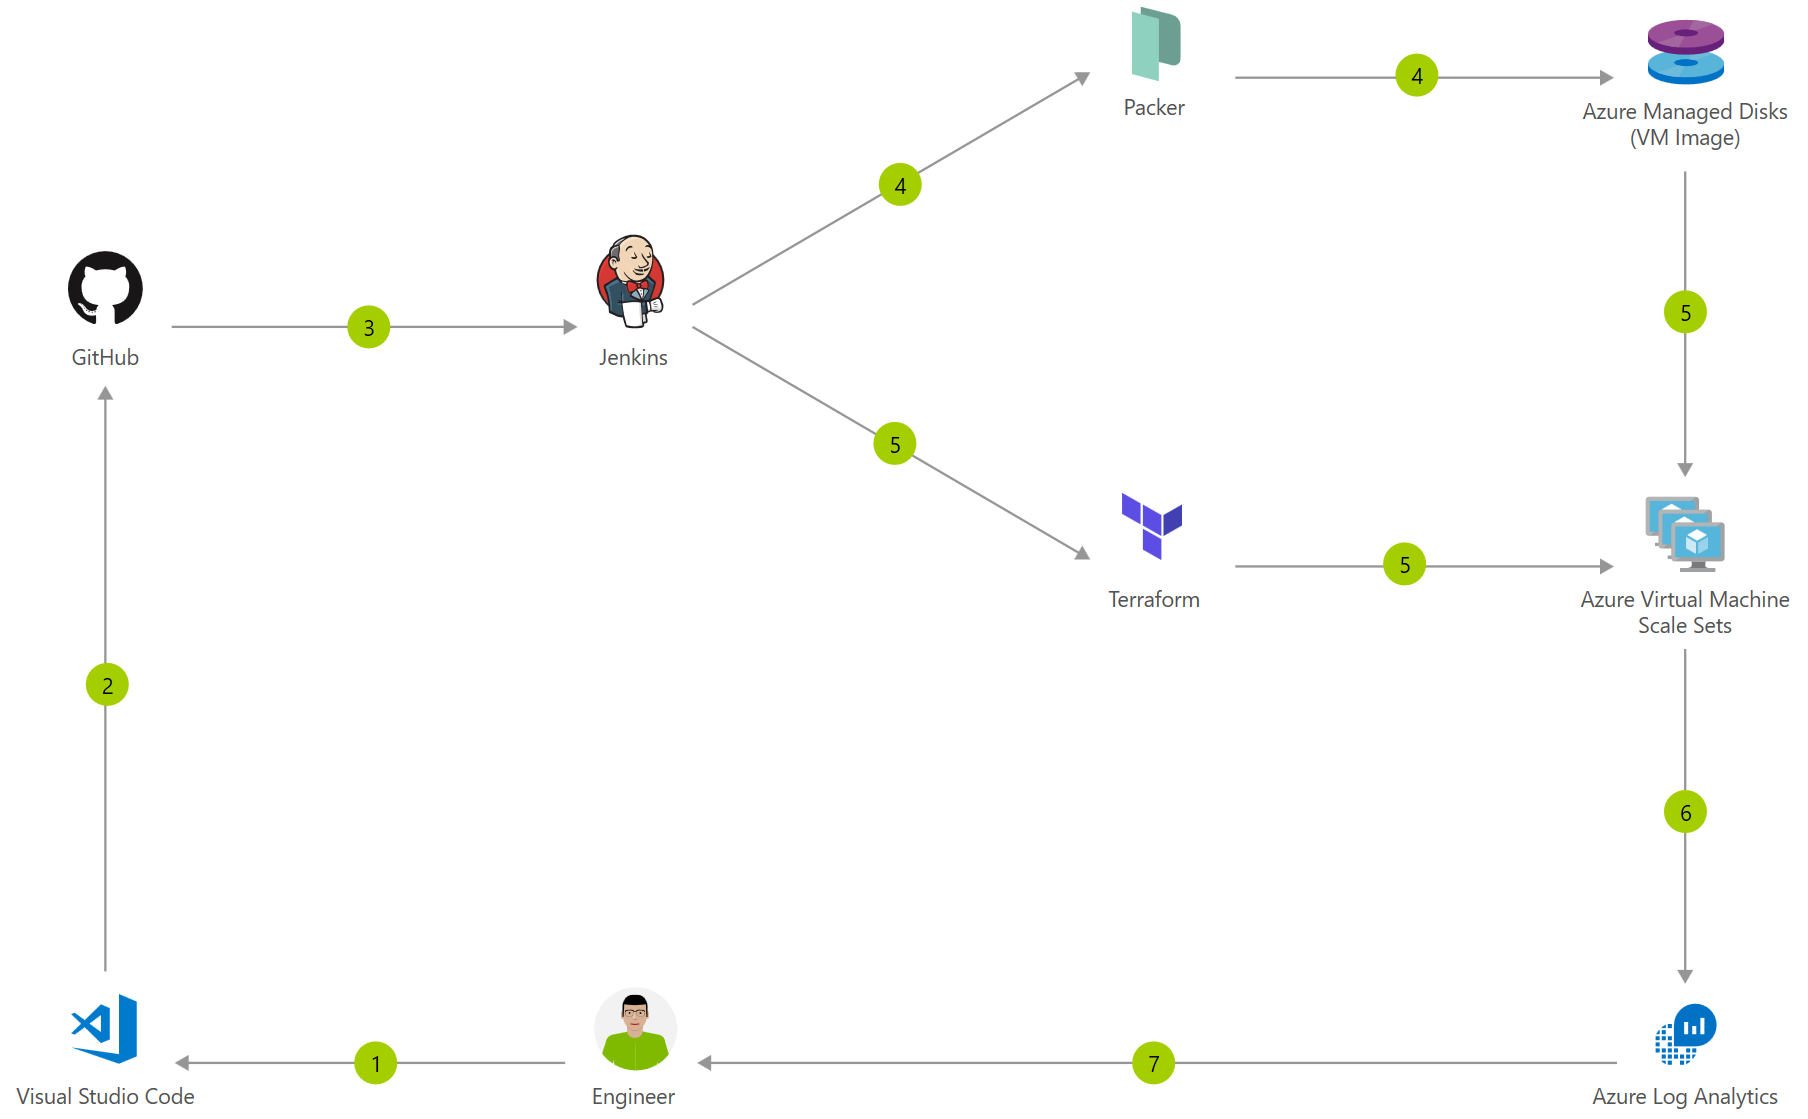 Packer
4
Azure Managed Disks
(VM Image)
4
GitHub
3
Jenkins
5
5
Terraform
5
Azure Virtual Machine
Scale Sets
2
6
Visual Studio Code
1
Engineer
7
Azure Log Analytics